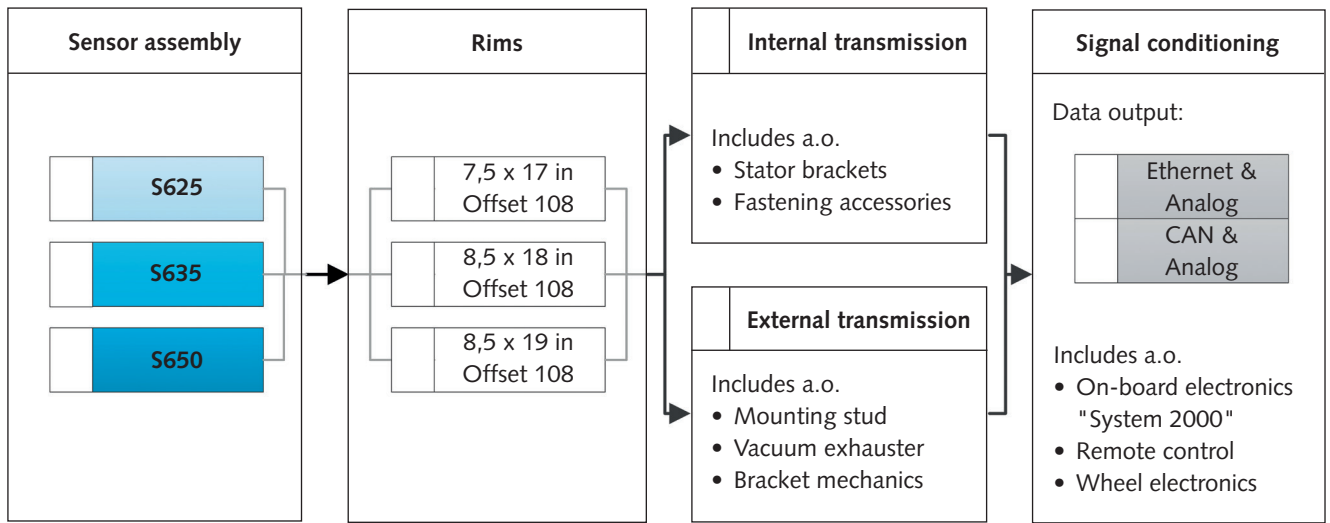 Sensor assembly
S625
S635
S650
Rims
7,5 x 17 in
Offset 108
8,5 x 18 in
Offset 108
8,5 x 19 in
Offset 108
Internal transmission
Includes a.o.
• Stator brackets
• Fastening accessories
External transmission
Includes a.o.
• Mounting stud
• Vacuum exhauster
• Bracket mechanics
Signal conditioning
Data output:
Ethernet &
Analog
CAN &
Analog
Includes a.o.
• On-board electronics
"System 2000"
• Remote control
• Wheel electronics